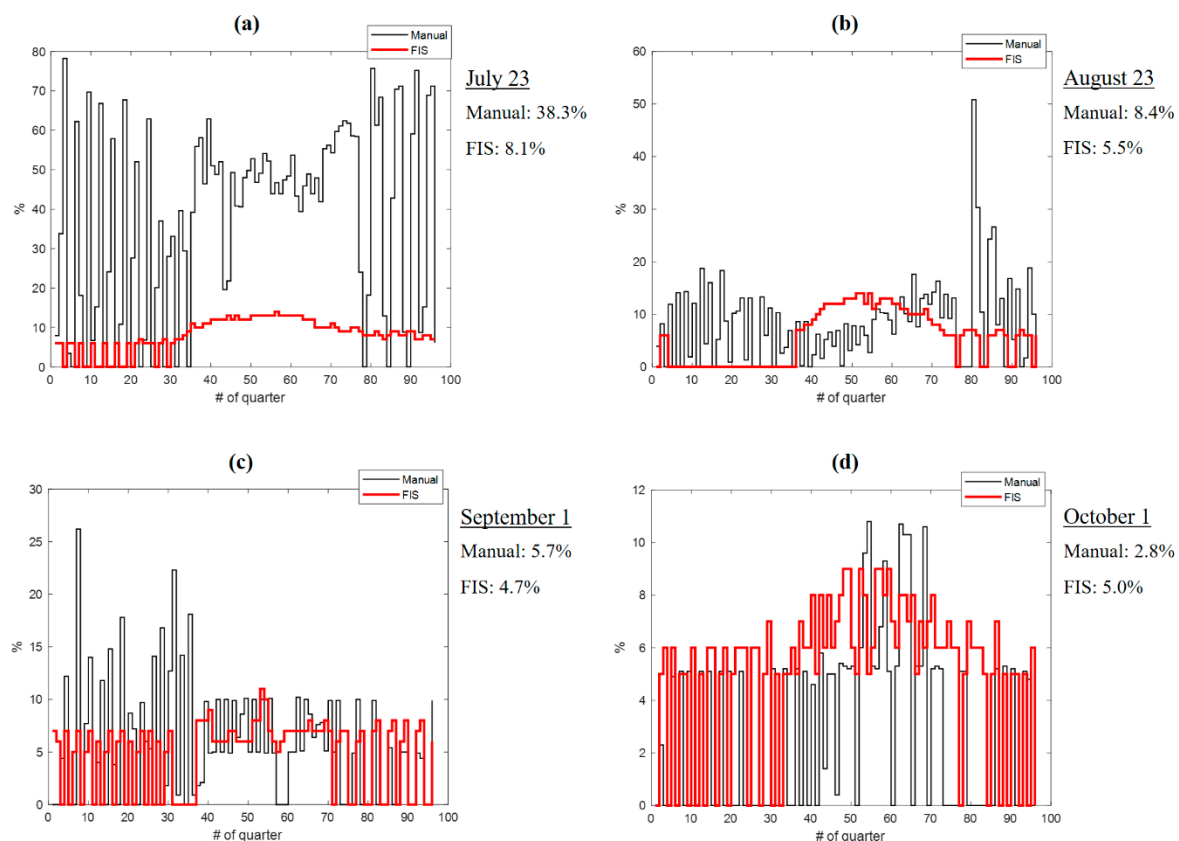 (a)
Manual
FIS
80
70
60
50
40
30
20
10
0
%
0 10 20 30 40 50 60 70 80 90 100
# of quarter
July 23
Manual: 38.3%
FIS: 8.1%
(b)
Manual
FIS
60
50
40
30
20
10
0
%
0 10 20 30 40 50 60 70 80 90 100
# of quarter
August 23
Manual: 8.4%
FIS: 5.5%
(c)
Manual
FIS
30
25
20
15
10
5
0
%
0 10 20 30 40 50 60 70 80 90 100
# of quarter
September 1
Manual: 5.7%
FIS: 4.7%
(d)
Manual
FIS
12
10
8
6
4
2
0
%
0 10 20 30 40 50 60 70 80 90 100
# of quarter
October 1
Manual: 2.8%
FIS: 5.0%